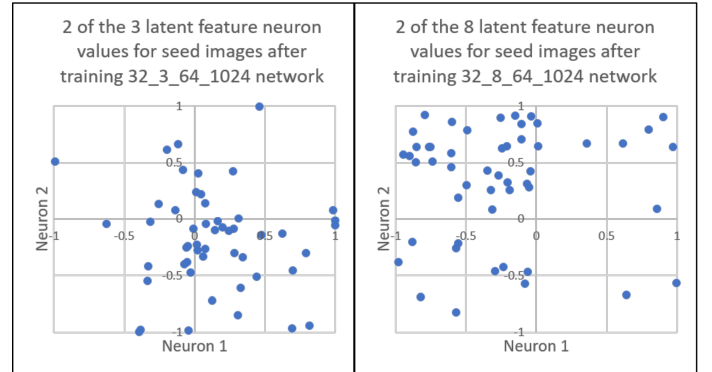 2 of the 3 latent feature neuron
values for seed images after
training 32_3_64_1024 network
1
0.5
0
-0.5
-1
-1
-0.5
0
0.5
1
Neuron 2
Neuron 1
2 of the 8 latent feature neuron
values for seed images after
training 32_8_64_1024 network
1
0.5
0
-0.5
-1
-1
-0.5
0
0.5
1
Neuron 2
Neuron 1